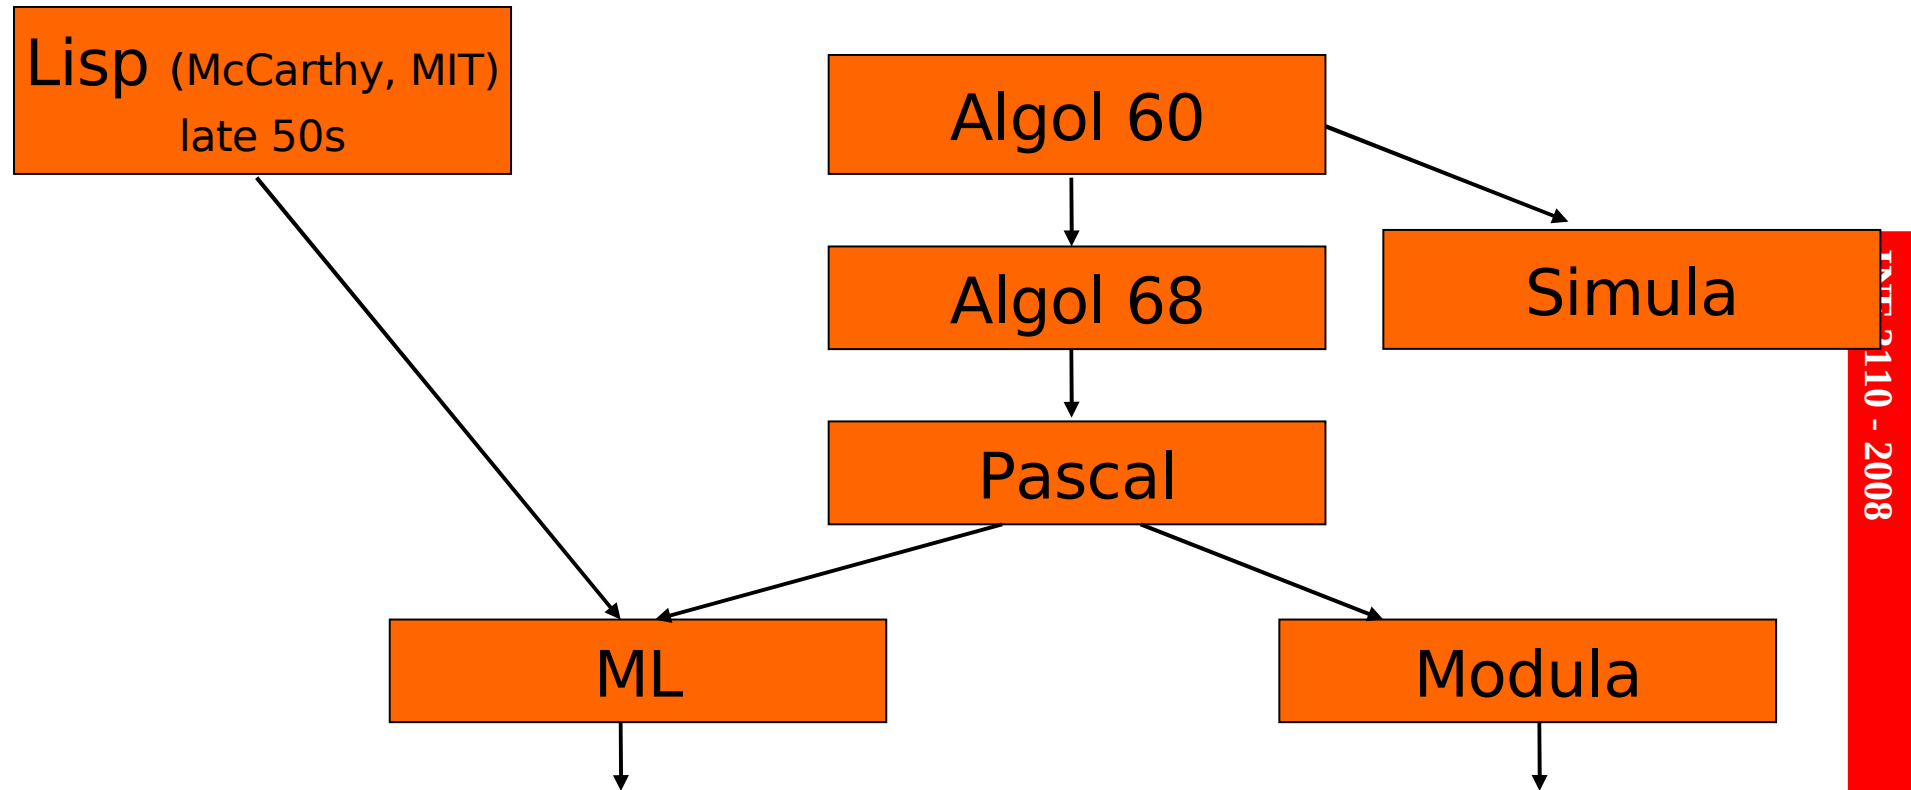 Lisp (McCarthy, MIT)
late 50s
Algol 60
Algol 68
Simula
Pascal
ML
Modula
110 - 2008